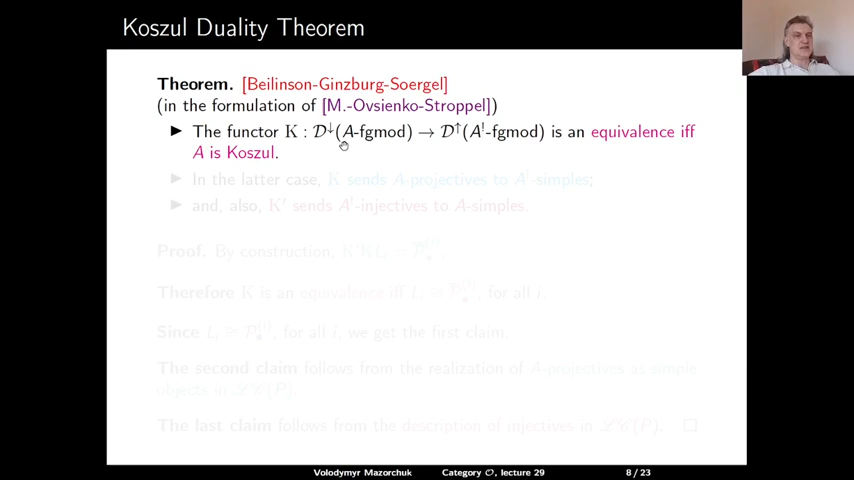 Koszul Duality Theorem
Theorem. [Beilinson-Ginzburg-Soergel]
(in the formulation of [M.-Ovsienko-Stroppel])
▶ The functor K : 𝒟↓(A-fgmod) → 𝒟↑(A!-fgmod) is an equivalence iff
A is Koszul.
▶ In the latter case, K sends A-projectives to A!-simples;
▶ and, also, K′ sends A!-injectives to A-simples.
Proof. By construction,
Therefore K is an equivalence iff for all i.
Since for all i, we get the first claim.
The second claim follows from the realization of A-projectives as simple
objects in ℒ𝒞(P).
The last claim follows from the description of injectives in ℒ𝒞(P). □
Volodymyr Mazorchuk Category 𝒪, lecture 29 8 / 23